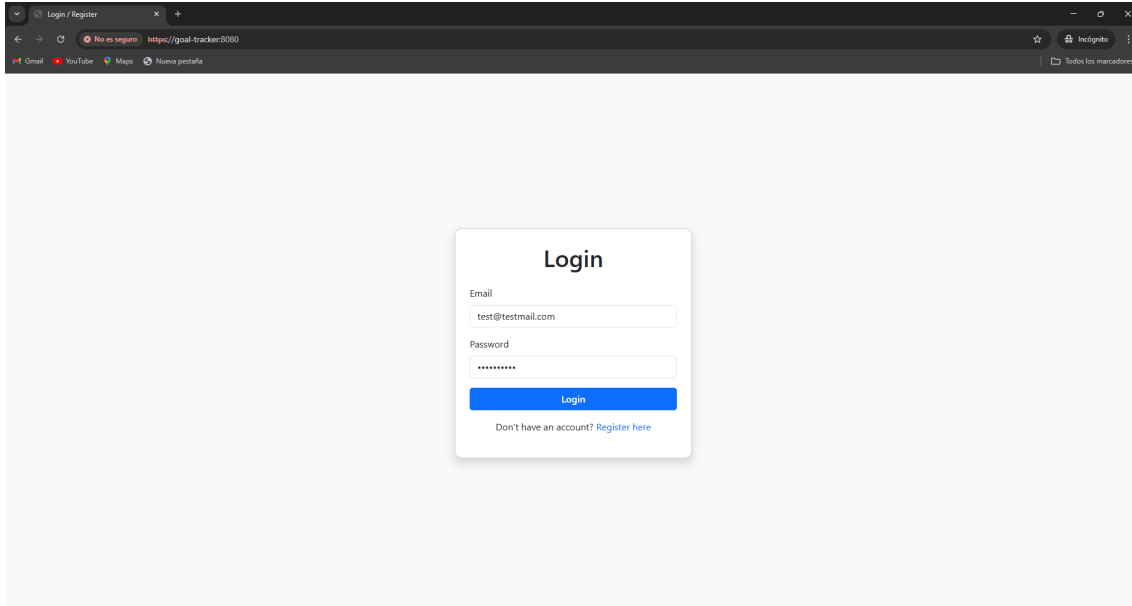 Login / Register
No es seguro https://goal-tracker:8080 Incógnito
Gmail YouTube Maps Nueva pestaña Todos los marcadores
Login
Email
test@testmail.com
Password
••••••••••
Login
Don't have an account? Register here